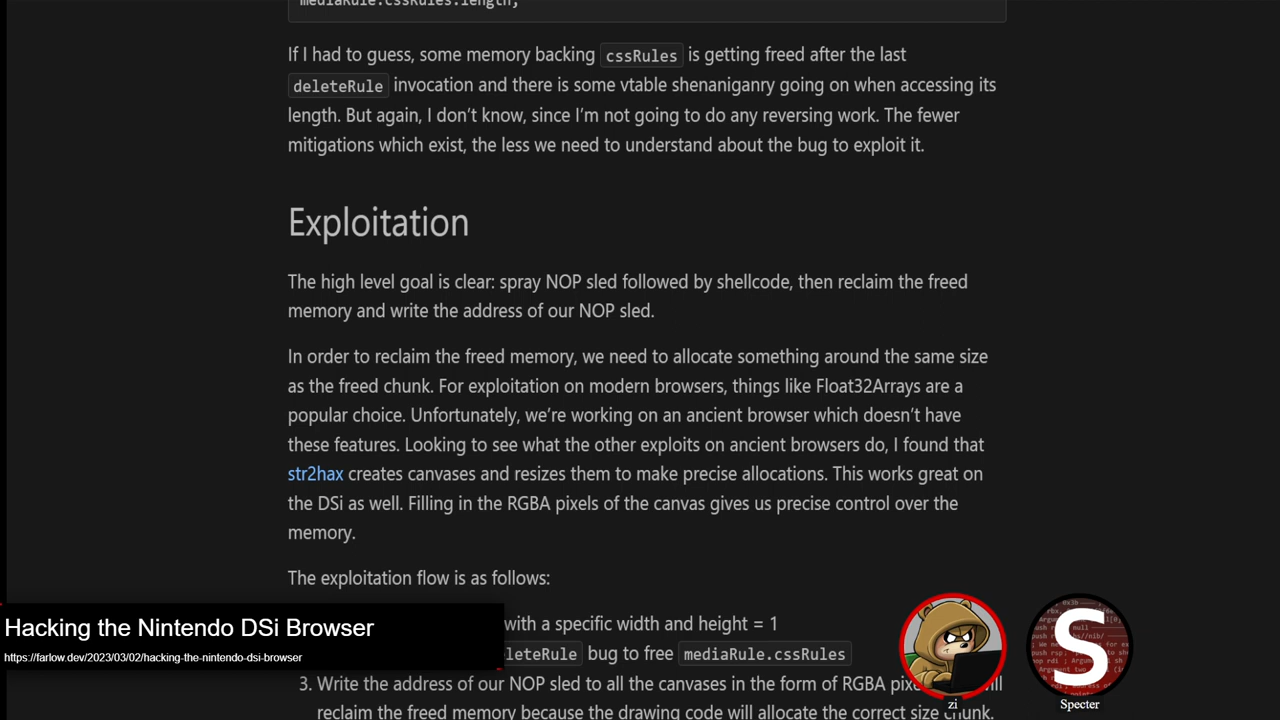 mediaRule.cssRules.length;
If I had to guess, some memory backing cssRules is getting freed after the last
deleteRule invocation and there is some vtable shenaniganry going on when accessing its
length. But again, I don't know, since I'm not going to do any reversing work. The fewer
mitigations which exist, the less we need to understand about the bug to exploit it.
Exploitation
The high level goal is clear: spray NOP sled followed by shellcode, then reclaim the freed
memory and write the address of our NOP sled.
In order to reclaim the freed memory, we need to allocate something around the same size
as the freed chunk. For exploitation on modern browsers, things like Float32Arrays are a
popular choice. Unfortunately, we're working on an ancient browser which doesn't have
these features. Looking to see what the other exploits on ancient browsers do, I found that
str2hax creates canvases and resizes them to make precise allocations. This works great on
the DSi as well. Filling in the RGBA pixels of the canvas gives us precise control over the
memory.
The exploitation flow is as follows:
with a specific width and height = 1
leteRule bug to free mediaRule.cssRules
3. Write the address of our NOP sled to all the canvases in the form of RGBA
reclaim the freed memory because the drawing code will allocate the correct size chunk.
Hacking the Nintendo DSi Browser
https://farlow.dev/2023/03/02/hacking-the-nintendo-dsi-browser
zi
S
Specter